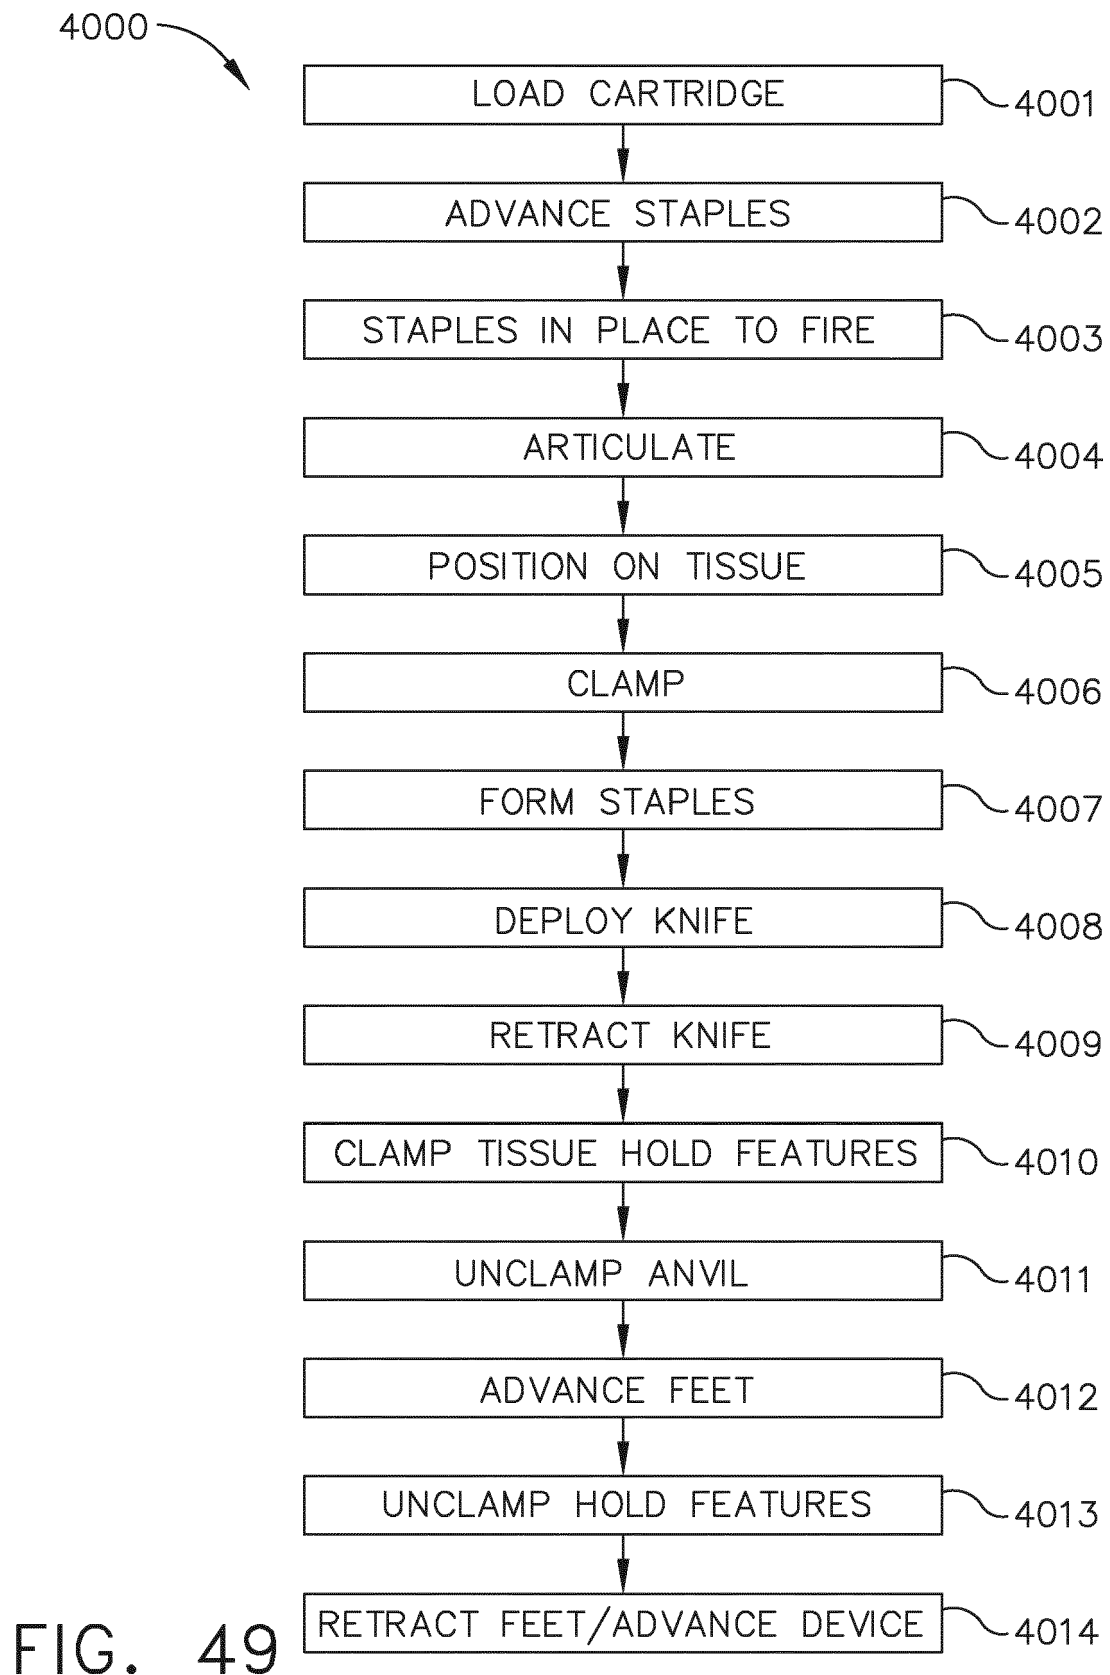 4000
LOAD CARTRIDGE 4001
ADVANCE STAPLES 4002
STAPLES IN PLACE TO FIRE 4003
ARTICULATE 4004
POSITION ON TISSUE 4005
CLAMP 4006
FORM STAPLES 4007
DEPLOY KNIFE 4008
RETRACT KNIFE 4009
CLAMP TISSUE HOLD FEATURES 4010
UNCLAMP ANVIL 4011
ADVANCE FEET 4012
UNCLAMP HOLD FEATURES 4013
RETRACT FEET/ADVANCE DEVICE 4014
FIG. 49